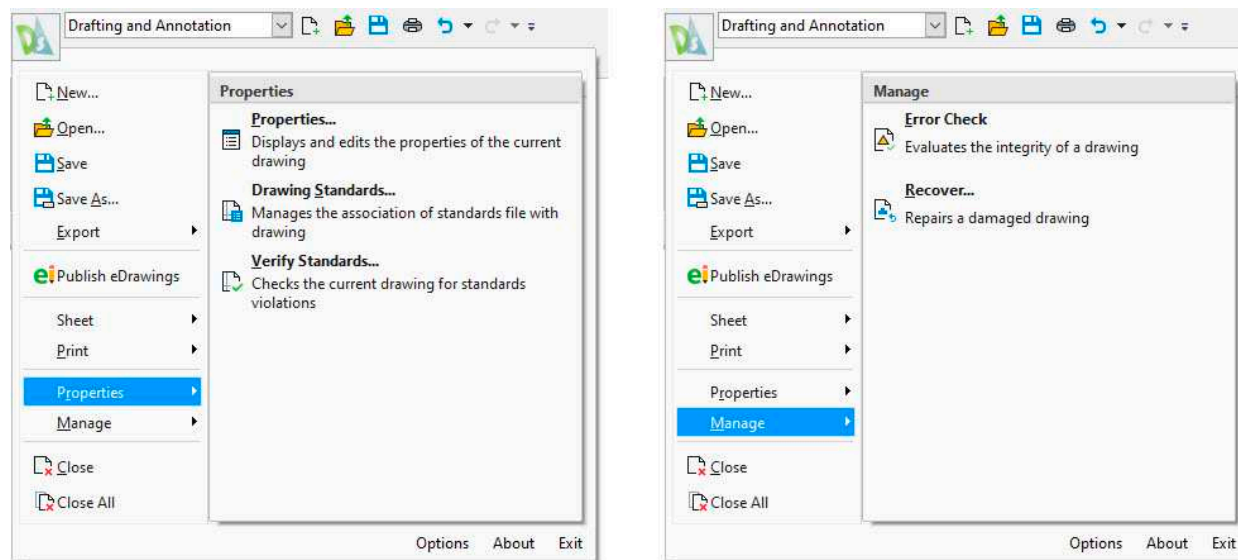 Drafting and Annotation
New...
Open...
Save
Save As...
Export
Publish eDrawings
Sheet
Print
Properties
Manage
Close
Close All
Properties
Properties...
Displays and edits the properties of the current
drawing
Drawing Standards...
Manages the association of standards file with
drawing
Verify Standards...
Checks the current drawing for standards
violations
Options About Exit
Drafting and Annotation
New...
Open...
Save
Save As...
Export
Publish eDrawings
Sheet
Print
Properties
Manage
Close
Close All
Manage
Error Check
Evaluates the integrity of a drawing
Recover...
Repairs a damaged drawing
Options About Exit